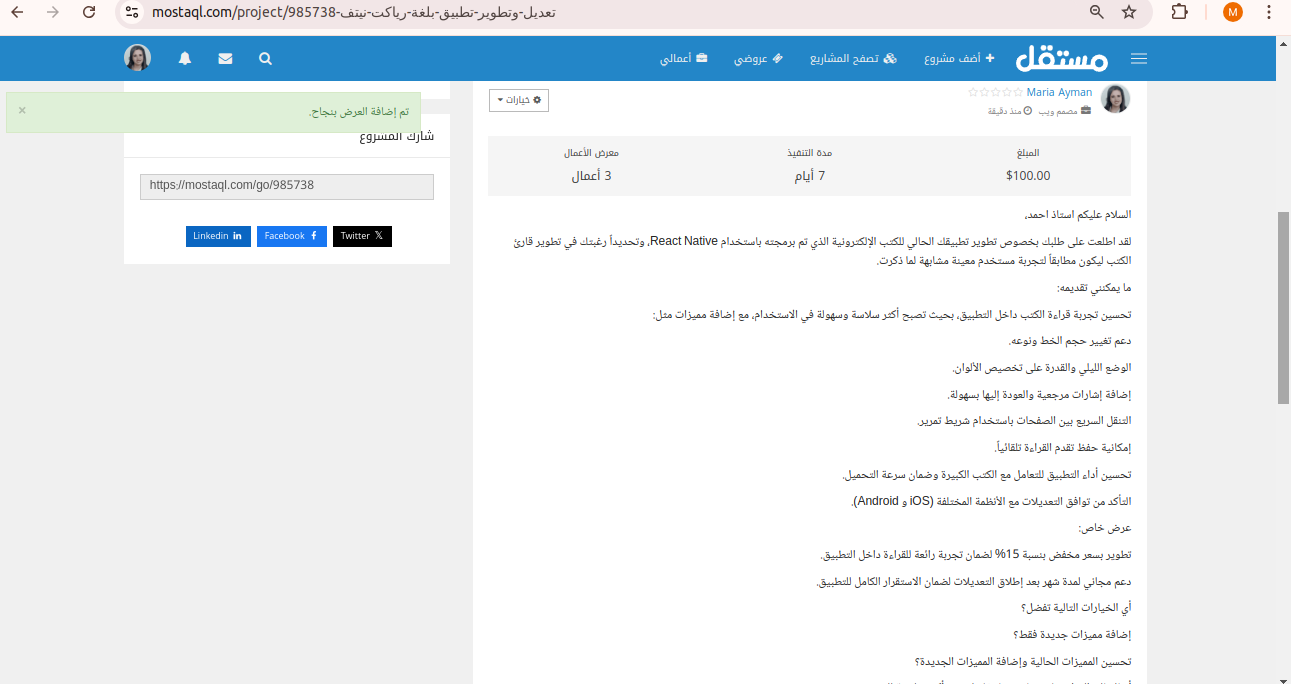 mostaql.com/project/985738-تعديل-وتطوير-تطبيق-بلغة-رياكت-نيتف
M
مستقل
أضف مشروع
تصفح المشاريع
عروضي
أعمالي
تم إضافة العرض بنجاح.
×
شارك المشروع
https://mostaql.com/go/985738
Linkedin
Facebook
Twitter
Maria Ayman
مصمم ويب
منذ دقيقة
خيارات
المبلغ
$100.00
مدة التنفيذ
7 أيام
معرض الأعمال
3 أعمال
السلام عليكم استاذ احمد،
لقد اطلعت على طلبك بخصوص تطوير تطبيقك الحالي للكتب الإلكترونية الذي تم برمجته باستخدام React Native، وتحديداً رغبتك في تطوير قارئ
الكتب ليكون مطابقاً لتجربة مستخدم معينة مشابهة لما ذكرت.
ما يمكنني تقديمه:
تحسين تجربة قراءة الكتب داخل التطبيق، بحيث تصبح أكثر سلاسة وسهولة في الاستخدام، مع إضافة مميزات مثل:
دعم تغيير حجم الخط ونوعه.
الوضع الليلي والقدرة على تخصيص الألوان.
إضافة إشارات مرجعية والعودة إليها بسهولة.
التنقل السريع بين الصفحات باستخدام شريط تمرير.
إمكانية حفظ تقدم القراءة تلقائياً.
تحسين أداء التطبيق للتعامل مع الكتب الكبيرة وضمان سرعة التحميل.
التأكد من توافق التعديلات مع الأنظمة المختلفة (iOS و Android).
عرض خاص:
تطوير بسعر مخفض بنسبة 15% لضمان تجربة رائعة للقراءة داخل التطبيق.
دعم مجاني لمدة شهر بعد إطلاق التعديلات لضمان الاستقرار الكامل للتطبيق.
أي الخيارات التالية تفضل؟
إضافة مميزات جديدة فقط؟
تحسين المميزات الحالية وإضافة المميزات الجديدة؟